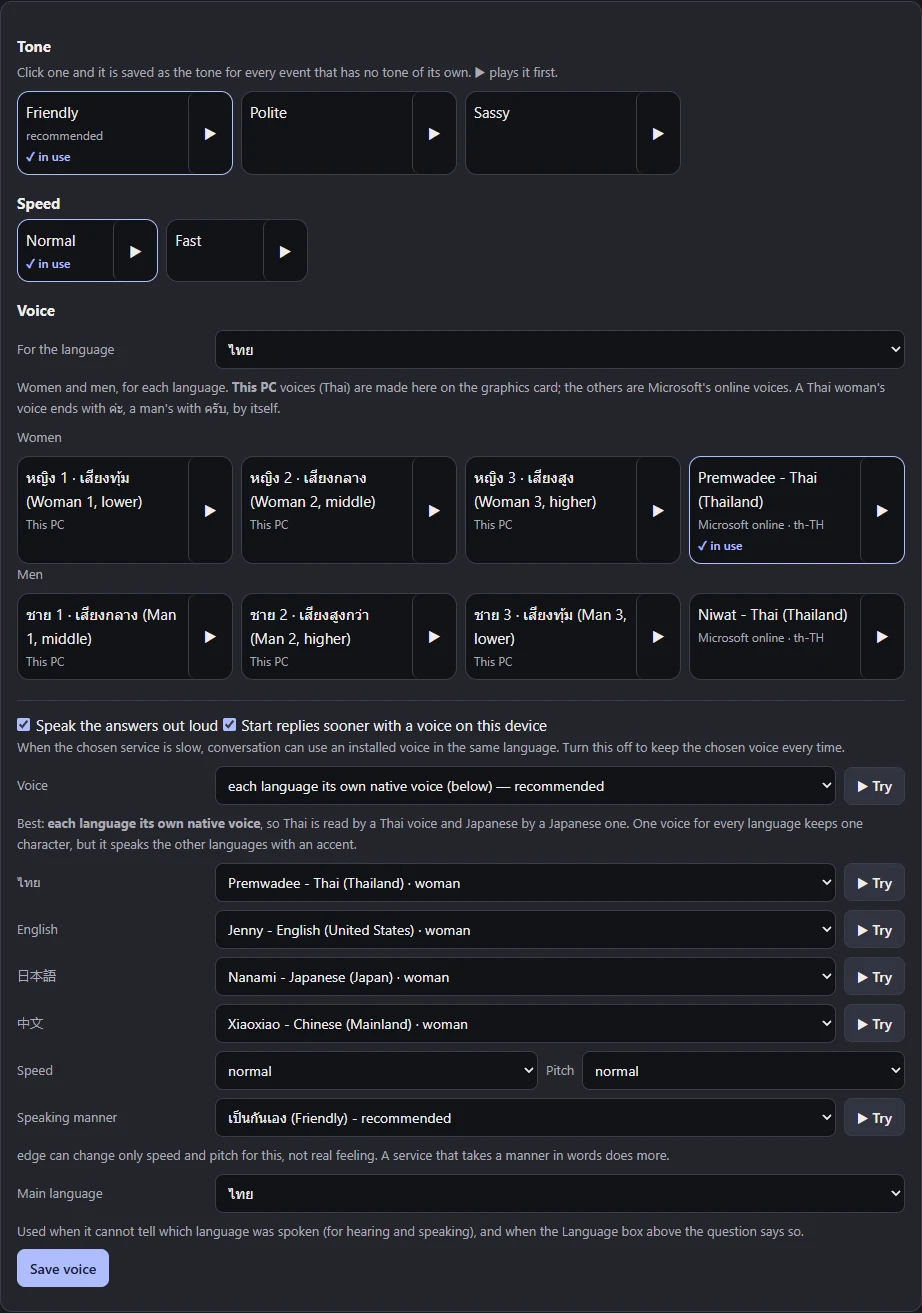 Tone
Click one and it is saved as the tone for every event that has no tone of its own. ▶ plays it first.
Friendly
recommended
✓ in use
▶
Polite
▶
Sassy
▶
Speed
Normal
✓ in use
▶
Fast
▶
Voice
For the language
ไทย
Women and men, for each language. This PC voices (Thai) are made here on the graphics card; the others are Microsoft's online voices. A Thai woman's
voice ends with ค่ะ, a man's with ครับ, by itself.
Women
หญิง 1 · เสียงทุ้ม
(Woman 1, lower)
This PC
▶
หญิง 2 · เสียงกลาง
(Woman 2, middle)
This PC
▶
หญิง 3 · เสียงสูง
(Woman 3, higher)
This PC
▶
Premwadee - Thai
(Thailand)
Microsoft online · th-TH
✓ in use
▶
Men
ชาย 1 · เสียงกลาง (Man
1, middle)
This PC
▶
ชาย 2 · เสียงสูงกว่า
(Man 2, higher)
This PC
▶
ชาย 3 · เสียงทุ้ม (Man 3,
lower)
This PC
▶
Niwat - Thai (Thailand)
Microsoft online · th-TH
▶
Speak the answers out loud Start replies sooner with a voice on this device
When the chosen service is slow, conversation can use an installed voice in the same language. Turn this off to keep the chosen voice every time.
Voice each language its own native voice (below) — recommended ▶ Try
Best: each language its own native voice, so Thai is read by a Thai voice and Japanese by a Japanese one. One voice for every language keeps one
character, but it speaks the other languages with an accent.
ไทย Premwadee - Thai (Thailand) · woman ▶ Try
English Jenny - English (United States) · woman ▶ Try
日本語 Nanami - Japanese (Japan) · woman ▶ Try
中文 Xiaoxiao - Chinese (Mainland) · woman ▶ Try
Speed normal Pitch normal
Speaking manner เป็นกันเอง (Friendly) - recommended ▶ Try
edge can change only speed and pitch for this, not real feeling. A service that takes a manner in words does more.
Main language ไทย
Used when it cannot tell which language was spoken (for hearing and speaking), and when the Language box above the question says so.
Save voice